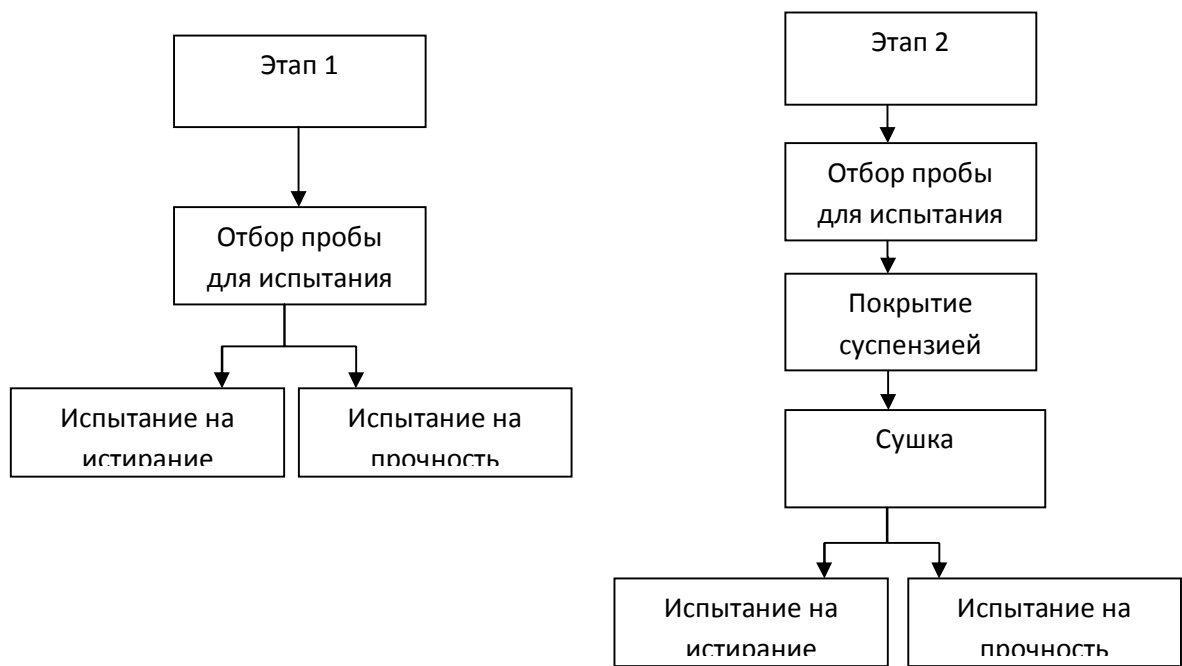 Этап 1
Отбор пробы
для испытания
Испытание на
истирание
Испытание на
прочность
Этап 2
Отбор пробы
для испытания
Покрытие
суспензией
Сушка
Испытание на
истирание
Испытание на
прочность